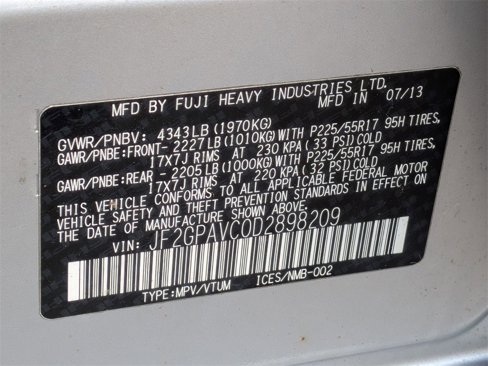 MFD BY FUJI HEAVY INDUSTRIES LTD.
MFD IN 07/13
GVWR/PNBV: 4343LB (1970KG)
GAWR/PNBE:FRONT- 2227LB(1010KG)WITH P225/55R17 95H TIRES,
17X7J RIMS AT 230 KPA (33 PSI)COLD
GAWR/PNBE:REAR - 2205LB(1000KG)WITH P225/55R17 95H TIRES,
17X7J RIMS AT 220 KPA (32 PSI)COLD
THIS VEHICLE CONFORMS TO ALL APPLICABLE FEDERAL MOTOR
VEHICLE SAFETY AND THEFT PREVENTION STANDARDS IN EFFECT ON
THE DATE OF MANUFACTURE SHOWN ABOVE.
VIN: JF2GPAVC0D2898209
TYPE:MPV/VTUM ICES/NMB-002